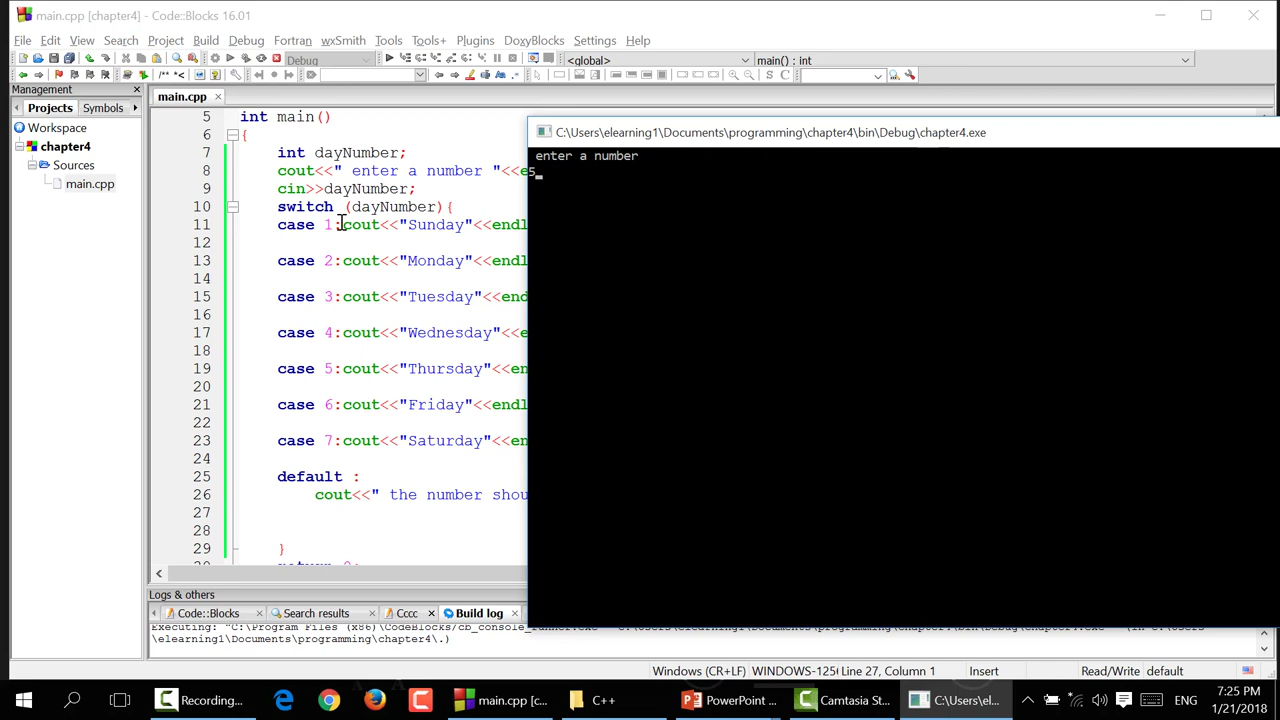 main.cpp [chapter4] - Code::Blocks 16.01
File Edit View Search Project Build Debug Fortran wxSmith Tools Tools+ Plugins DoxyBlocks Settings Help
Debug <global> main() : int
Management
Projects Symbols
main.cpp
Workspace
chapter4
Sources
main.cpp
5 int main()
6 {
7 int dayNumber;
8 cout<<" enter a number "<<e
9 cin>>dayNumber;
10 switch (dayNumber){
11 case 1:cout<<"Sunday"<<endl
12
13 case 2:cout<<"Monday"<<endl
14
15 case 3:cout<<"Tuesday"<<end
16
17 case 4:cout<<"Wednesday"<<e
18
19 case 5:cout<<"Thursday"<<en
20
21 case 6:cout<<"Friday"<<endl
22
23 case 7:cout<<"Saturday"<<en
24
25 default :
26 cout<<" the number shou
27
28
29 }
C:\Users\elearning1\Documents\programming\chapter4\bin\Debug\chapter4.exe
enter a number
5
Logs & others
Code::Blocks Search results Cccc Build log
\elearning1\Documents\programming\chapter4\.)
Windows (CR+LF) WINDOWS-125 Line 27, Column 1 Insert Read/Write default
Recording... main.cpp [c... C++ PowerPoint ... Camtasia St... C:\Users\el... ENG 7:25 PM
1/21/2018